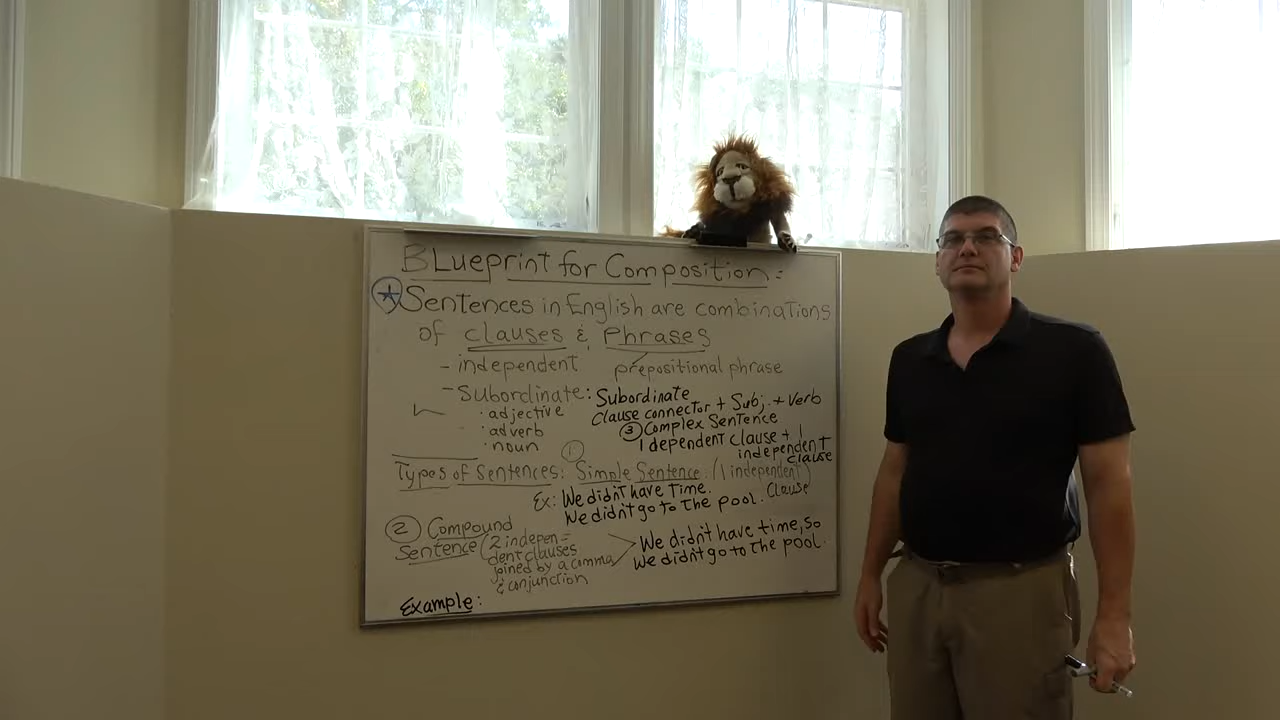 Blueprint for Composition:
Sentences in English are combinations
of clauses & Phrases
- independent prepositional phrase
- Subordinate: Subordinate
Clause connector + Subj. + Verb
· adjective
· adverb
· noun
③ Complex Sentence
1 dependent clause + 1
independent
clause
①
Types of Sentences: Simple Sentence: (1 independent)
Clause
Ex: We didn't have time.
We didn't go to the pool.
② Compound
Sentence (2 indepen=
dent clauses
joined by a comma
& conjunction
We didn't have time, so
We didn't go to the pool.
Example: